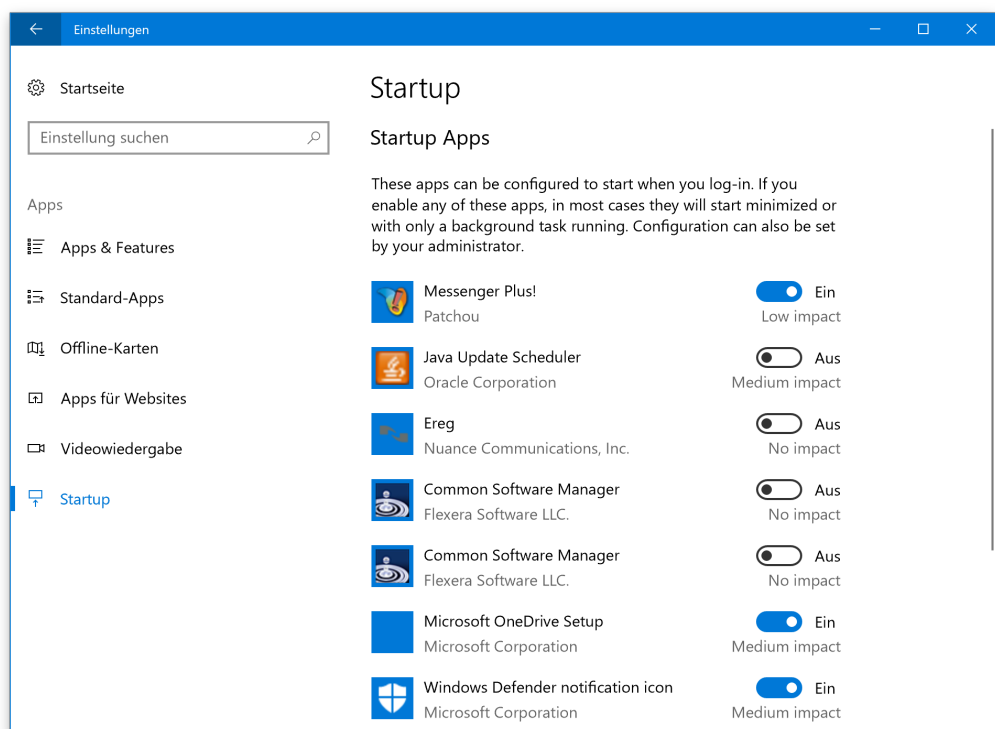 Einstellungen
Startseite
Einstellung suchen
Apps
Apps & Features
Standard-Apps
Offline-Karten
Apps für Websites
Videowiedergabe
Startup
Startup
Startup Apps
These apps can be configured to start when you log-in. If you
enable any of these apps, in most cases they will start minimized or
with only a background task running. Configuration can also be set
by your administrator.
Messenger Plus! Ein
Patchou Low impact
Java Update Scheduler Aus
Oracle Corporation Medium impact
Ereg Aus
Nuance Communications, Inc. No impact
Common Software Manager Aus
Flexera Software LLC. No impact
Common Software Manager Aus
Flexera Software LLC. No impact
Microsoft OneDrive Setup Ein
Microsoft Corporation Medium impact
Windows Defender notification icon Ein
Microsoft Corporation Medium impact